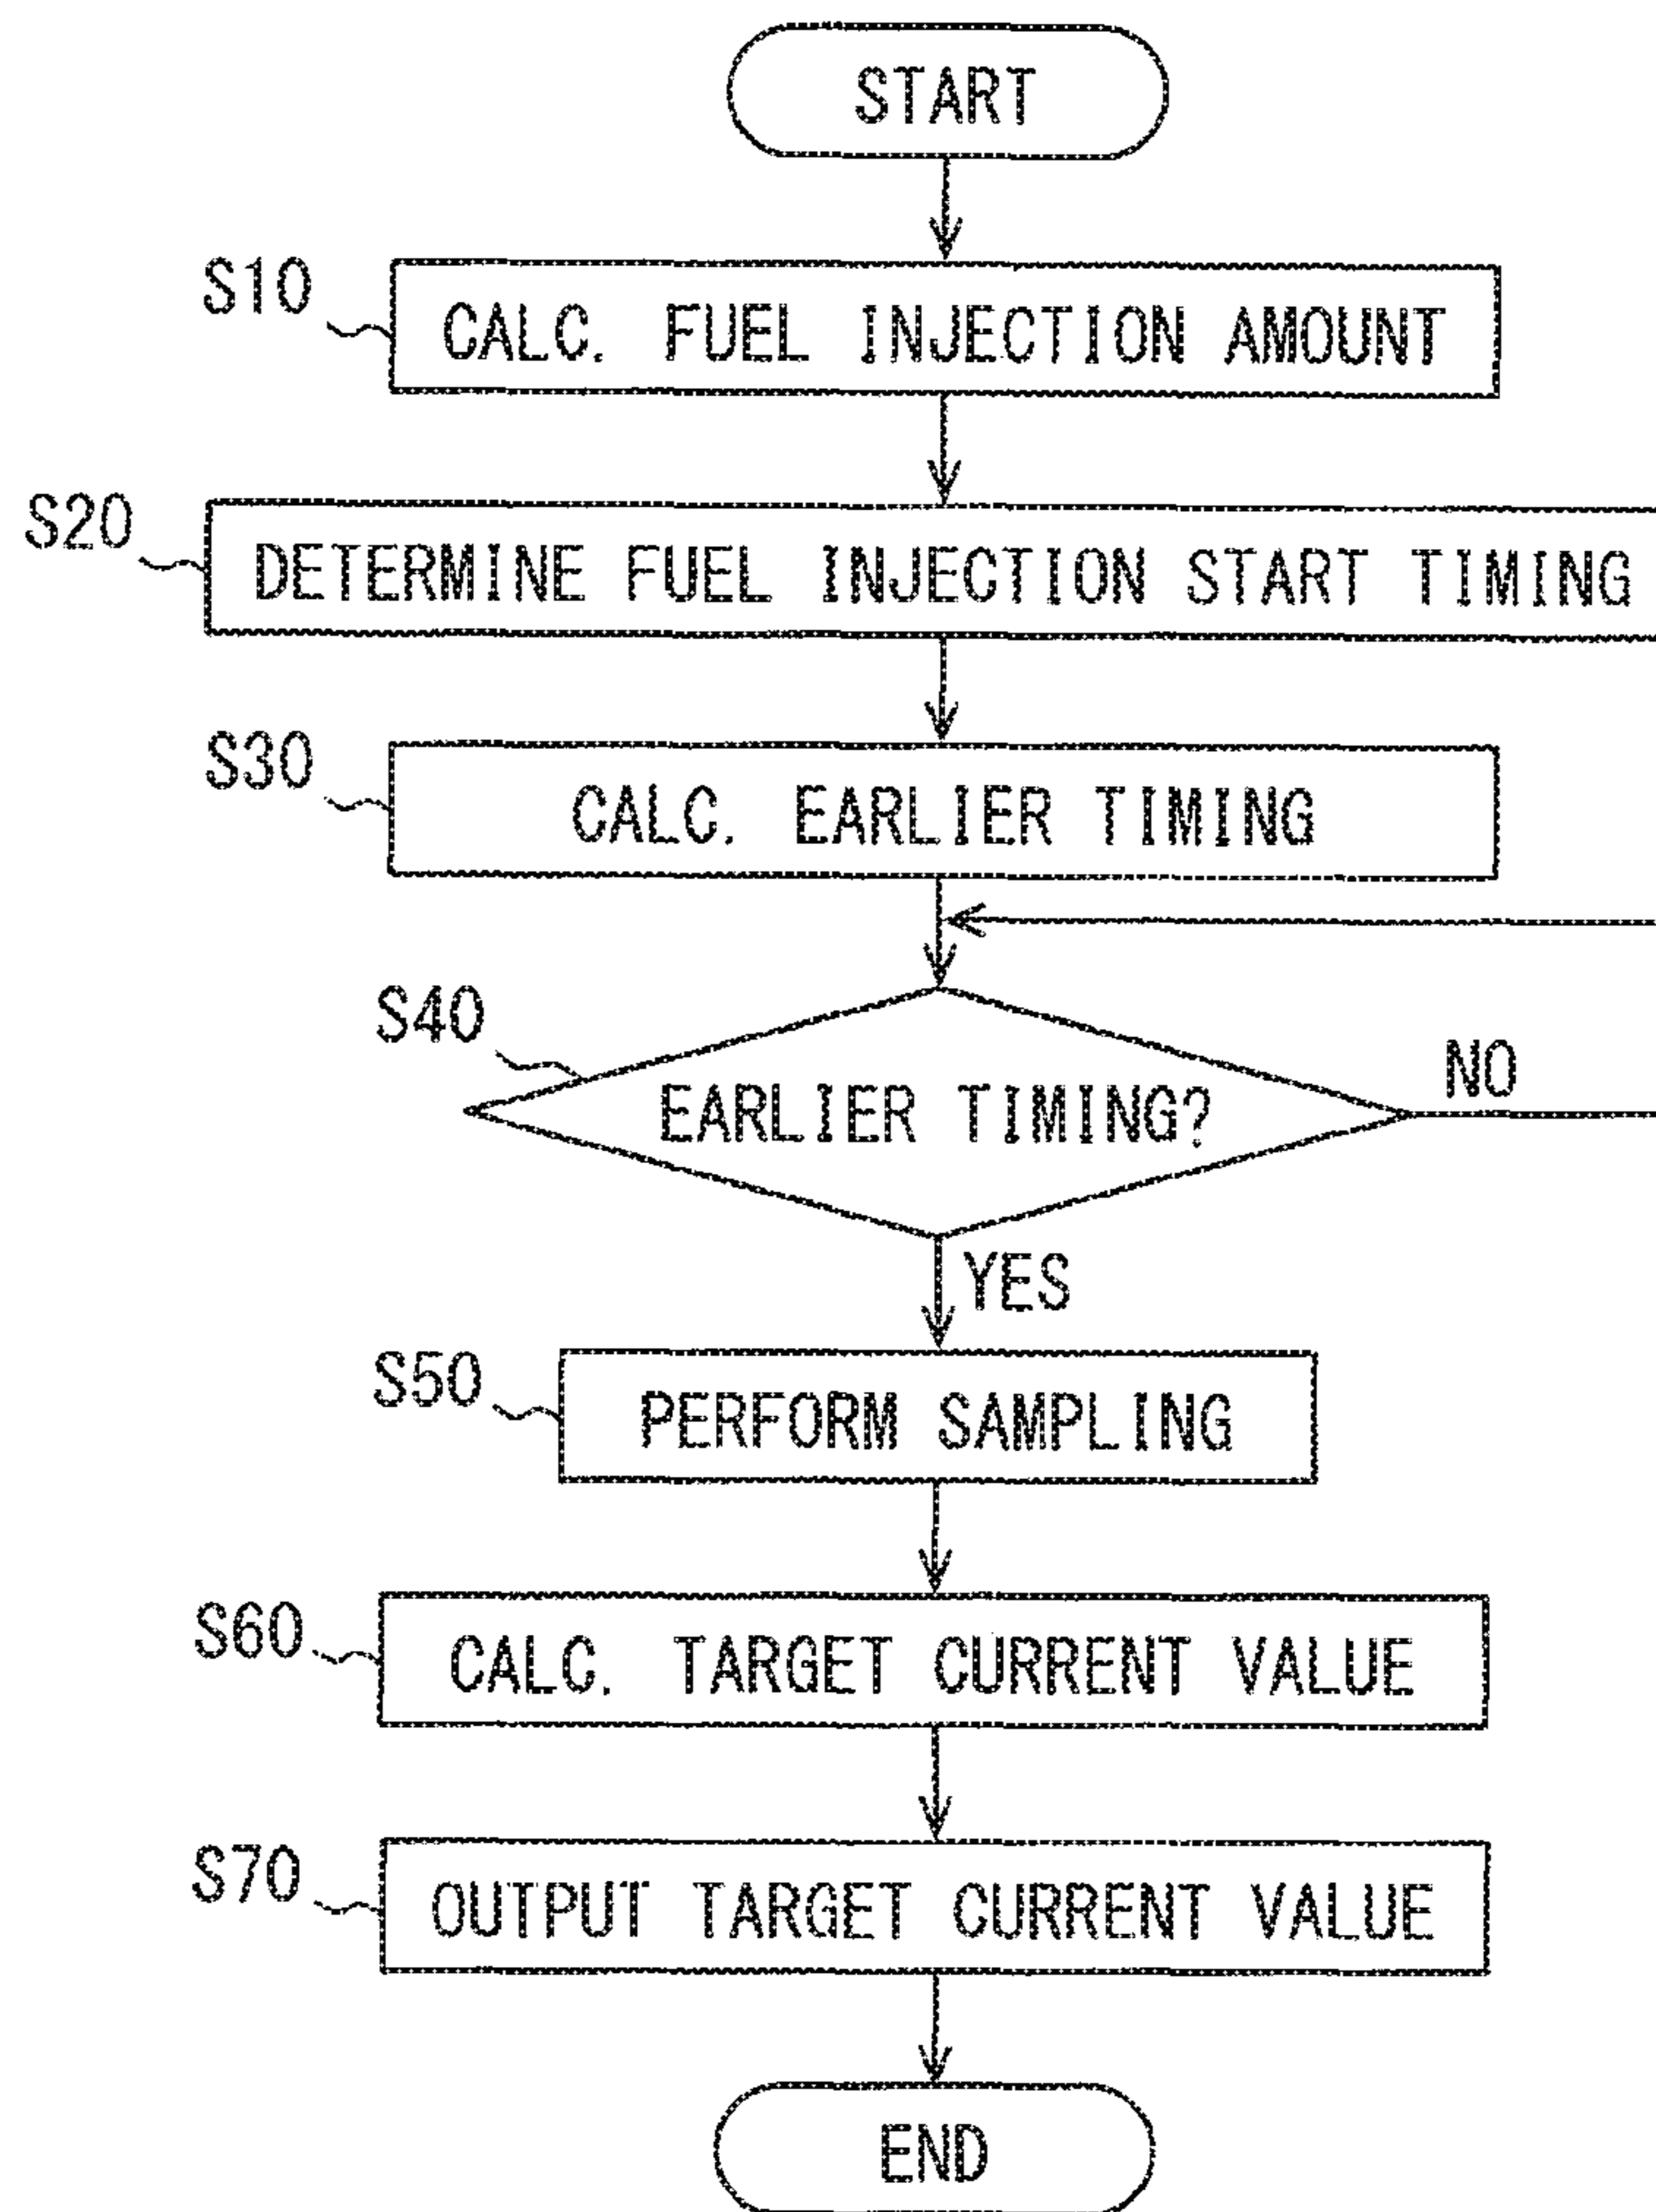 START
S10
CALC. FUEL INJECTION AMOUNT
S20
DETERMINE FUEL INJECTION START TIMING
S30
CALC. EARLIER TIMING
S40
EARLIER TIMING?
NO
YES
S50
PERFORM SAMPLING
S60
CALC. TARGET CURRENT VALUE
S70
OUTPUT TARGET CURRENT VALUE
END